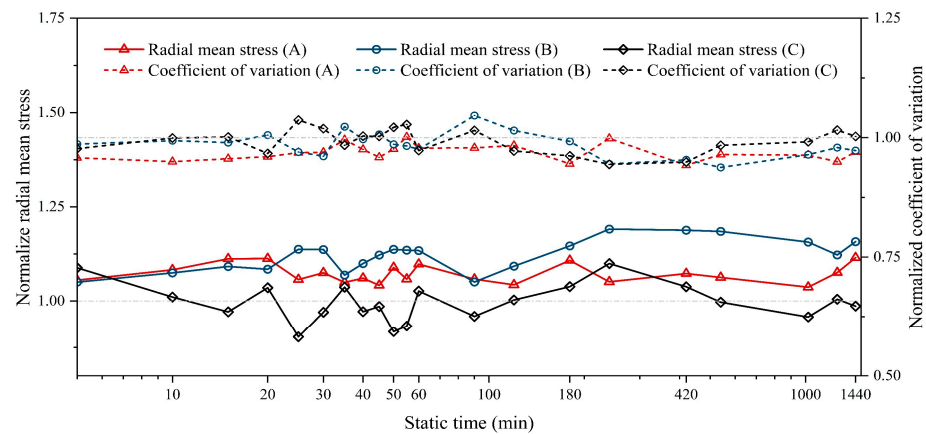 1.75
1.50
1.25
1.00
Normalize radial mean stress
Radial mean stress (A)
Radial mean stress (B)
Radial mean stress (C)
Coefficient of variation (A)
Coefficient of variation (B)
Coefficient of variation (C)
1.25
1.00
0.75
0.50
Normalized coefficient of variation
10 20 30 40 50 60 100 180 420 1000 1440
Static time (min)